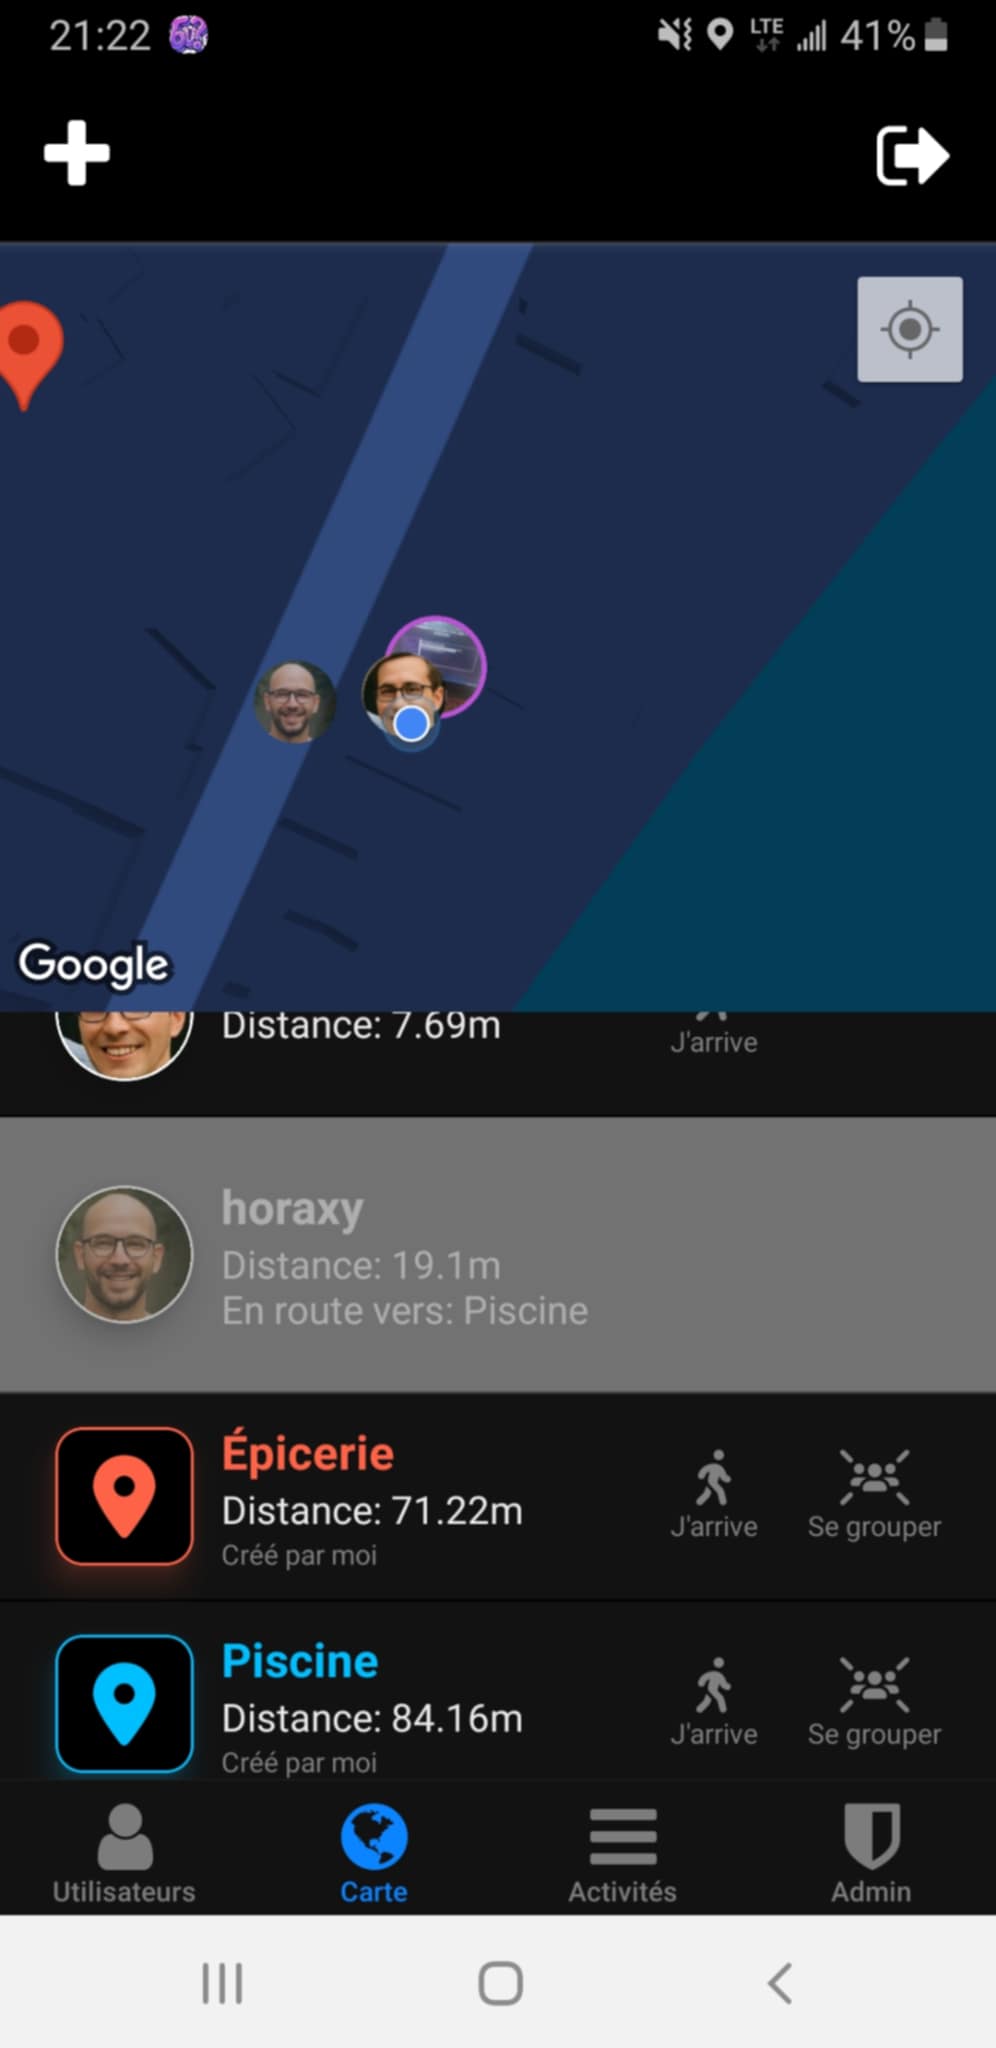 21:22
LTE
41%
Google
Distance: 7.69m
J'arrive
horaxy
Distance: 19.1m
En route vers: Piscine
Épicerie
Distance: 71.22m
Créé par moi
J'arrive
Se grouper
Piscine
Distance: 84.16m
Créé par moi
J'arrive
Se grouper
Utilisateurs
Carte
Activités
Admin